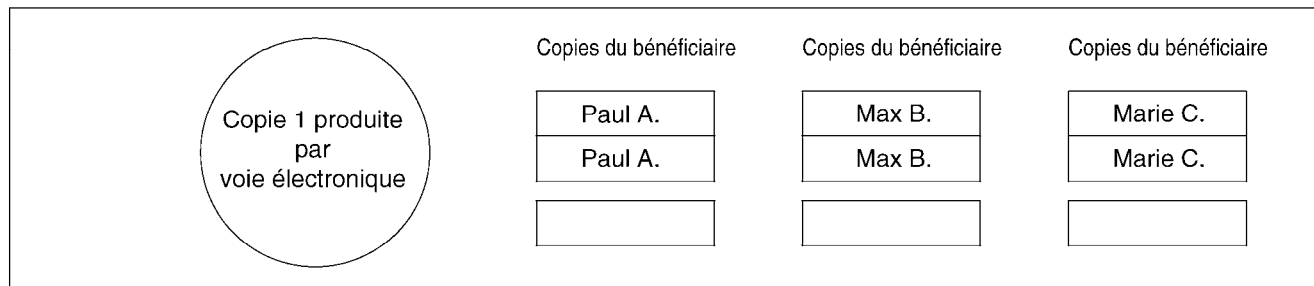 Copie 1 produite
par
voie électronique
Copies du bénéficiaire
Paul A.
Paul A.
Copies du bénéficiaire
Max B.
Max B.
Copies du bénéficiaire
Marie C.
Marie C.